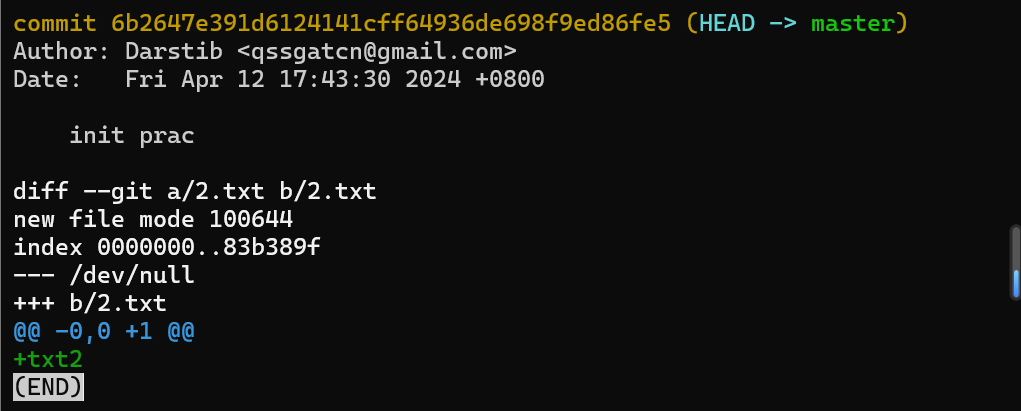 commit 6b2647e391d6124141cff64936de698f9ed86fe5 (HEAD -> master)
Author: Darstib <qssgatcn@gmail.com>
Date:   Fri Apr 12 17:43:30 2024 +0800
    init prac
diff --git a/2.txt b/2.txt
new file mode 100644
index 0000000..83b389f
--- /dev/null
+++ b/2.txt
@@ -0,0 +1 @@
+txt2
(END)